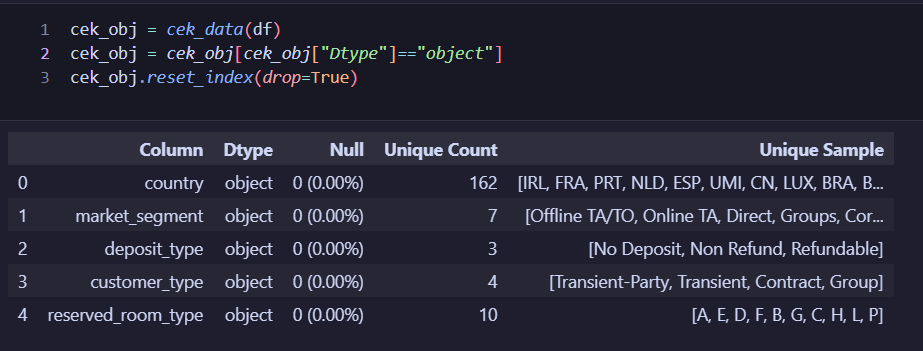 1 cek_obj = cek_data(df)
2 cek_obj = cek_obj[cek_obj["Dtype"]=="object"]
3 cek_obj.reset_index(drop=True)
Column Dtype Null Unique Count Unique Sample
0 country object 0 (0.00%) 162 [IRL, FRA, PRT, NLD, ESP, UMI, CN, LUX, BRA, B...
1 market_segment object 0 (0.00%) 7 [Offline TA/TO, Online TA, Direct, Groups, Cor...
2 deposit_type object 0 (0.00%) 3 [No Deposit, Non Refund, Refundable]
3 customer_type object 0 (0.00%) 4 [Transient-Party, Transient, Contract, Group]
4 reserved_room_type object 0 (0.00%) 10 [A, E, D, F, B, G, C, H, L, P]